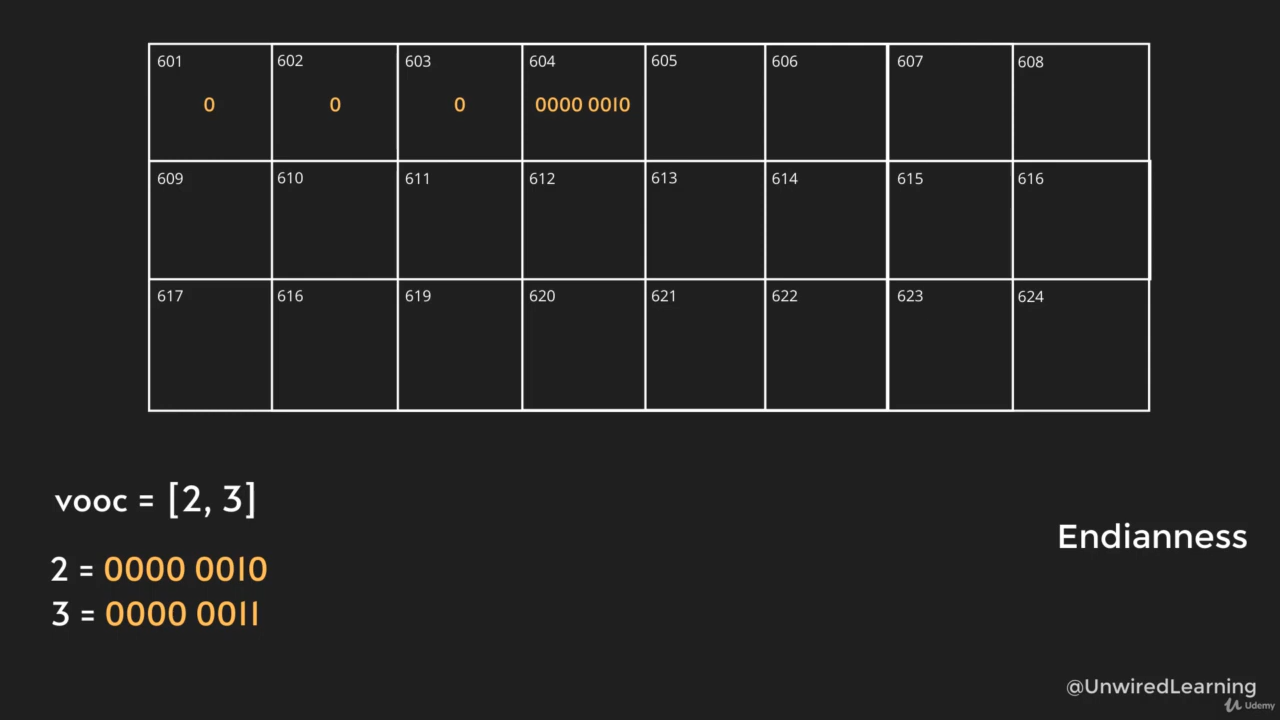 601 602 603 604 605 606 607 608
0 0 0 0000 0010
609 610 611 612 613 614 615 616
617 616 619 620 621 622 623 624
vooc = [2, 3]
Endianness
2 = 0000 0010
3 = 0000 0011
@UnwiredLearning
Udemy